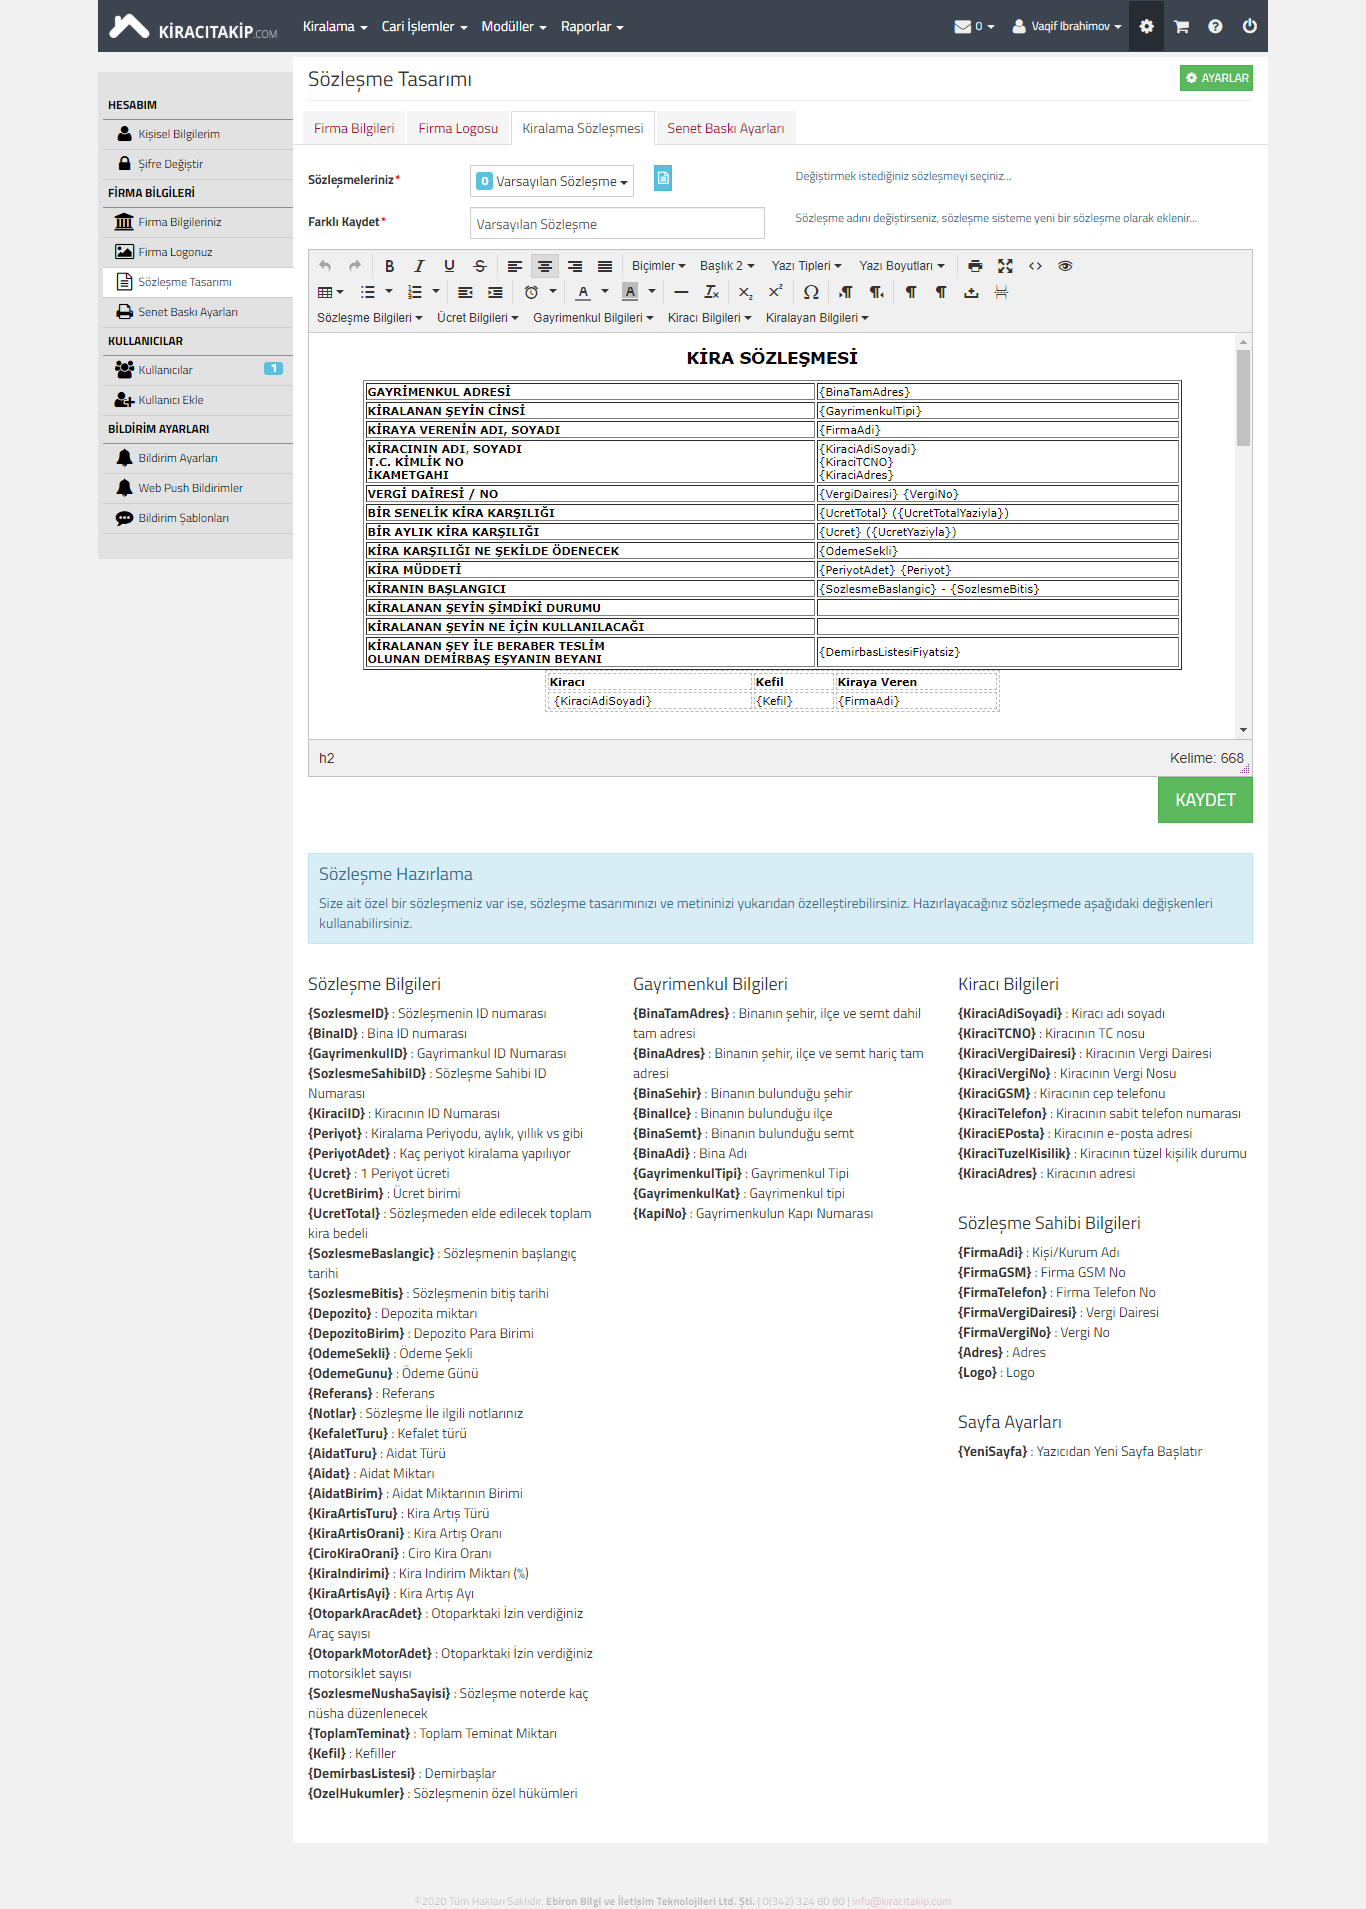 KİRACITAKİP.COM
Kiralama
Cari İşlemler
Modüller
Raporlar
0
Vaqif Ibrahimov
HESABIM
Kişisel Bilgilerim
Şifre Değiştir
FİRMA BİLGİLERİ
Firma Bilgileriniz
Firma Logonuz
Sözleşme Tasarımı
Senet Baskı Ayarları
KULLANICILAR
Kullanıcılar 1
Kullanıcı Ekle
BİLDİRİM AYARLARI
Bildirim Ayarları
Web Push Bildirimler
Bildirim Şablonları
Sözleşme Tasarımı
AYARLAR
Firma Bilgileri
Firma Logosu
Kiralama Sözleşmesi
Senet Baskı Ayarları
Sözleşmeleriniz*
0 Varsayılan Sözleşme
Değiştirmek istediğiniz sözleşmeyi seçiniz...
Farklı Kaydet*
Varsayılan Sözleşme
Sözleşme adını değiştirseniz, sözleşme sisteme yeni bir sözleşme olarak eklenir...
B I U S Biçimler Başlık 2 Yazı Tipleri Yazı Boyutları
Sözleşme Bilgileri Ücret Bilgileri Gayrimenkul Bilgileri Kiracı Bilgileri Kiralayan Bilgileri
KİRA SÖZLEŞMESİ
GAYRİMENKUL ADRESİ {BinaTamAdres}
KİRALANAN ŞEYİN CİNSİ {GayrimenkulTipi}
KİRAYA VERENİN ADI, SOYADI {FirmaAdi}
KİRACININ ADI, SOYADI {KiraciAdiSoyadi}
T.C. KİMLİK NO {KiraciTCNO}
İKAMETGAHI {KiraciAdres}
VERGİ DAİRESİ / NO {VergiDairesi} {VergiNo}
BİR SENELİK KİRA KARŞILIĞI {UcretTotal} ({UcretTotalYaziyla})
BİR AYLIK KİRA KARŞILIĞI {Ucret} ({UcretYaziyla})
KİRA KARŞILIĞI NE ŞEKİLDE ÖDENECEK {OdemeSekli}
KİRA MÜDDETİ {PeriyotAdet} {Periyot}
KİRANIN BAŞLANGICI {SozlesmeBaslangic} - {SozlesmeBitis}
KİRALANAN ŞEYİN ŞİMDİKİ DURUMU
KİRALANAN ŞEYİN NE İÇİN KULLANILACAĞI
KİRALANAN ŞEY İLE BERABER TESLİM
OLUNAN DEMİRBAŞ EŞYANIN BEYANI {DemirbasListesiFiyatsiz}
Kiracı Kefil Kiraya Veren
{KiraciAdiSoyadi} {Kefil} {FirmaAdi}
h2 Kelime: 668
KAYDET
Sözleşme Hazırlama
Size ait özel bir sözleşmeniz var ise, sözleşme tasarımınızı ve metininizi yukarıdan özelleştirebilirsiniz. Hazırlayacağınız sözleşmede aşağıdaki değişkenleri
kullanabilirsiniz.
Sözleşme Bilgileri
{SozlesmeID} : Sözleşmenin ID numarası
{BinaID} : Bina ID numarası
{GayrimenkulID} : Gayrimankul ID Numarası
{SozlesmeSahibiID} : Sözleşme Sahibi ID
Numarası
{KiraciID} : Kiracının ID Numarası
{Periyot} : Kiralama Periyodu, aylık, yıllık vs gibi
{PeriyotAdet} : Kaç periyot kiralama yapılıyor
{Ucret} : 1 Periyot ücreti
{UcretBirim} : Ücret birimi
{UcretTotal} : Sözleşmeden elde edilecek toplam
kira bedeli
{SozlesmeBaslangic} : Sözleşmenin başlangıç
tarihi
{SozlesmeBitis} : Sözleşmenin bitiş tarihi
{Depozito} : Depozita miktarı
{DepozitoBirim} : Depozito Para Birimi
{OdemeSekli} : Ödeme Şekli
{OdemeGunu} : Ödeme Günü
{Referans} : Referans
{Notlar} : Sözleşme İle ilgili notlarınız
{KefaletTuru} : Kefalet türü
{AidatTuru} : Aidat Türü
{Aidat} : Aidat Miktarı
{AidatBirim} : Aidat Miktarının Birimi
{KiraArtisTuru} : Kira Artış Türü
{KiraArtisOrani} : Kira Artış Oranı
{CiroKiraOrani} : Ciro Kira Oranı
{KiraIndirimi} : Kira Indirim Miktarı (%)
{KiraArtisAyi} : Kira Artış Ayı
{OtoparkAracAdet} : Otoparktaki İzin verdiğiniz
Araç sayısı
{OtoparkMotorAdet} : Otoparktaki İzin verdiğiniz
motorsiklet sayısı
{SozlesmeNushaSayisi} : Sözleşme noterde kaç
nüsha düzenlenecek
{ToplamTeminat} : Toplam Teminat Miktarı
{Kefil} : Kefiller
{DemirbasListesi} : Demirbaşlar
{OzelHukumler} : Sözleşmenin özel hükümleri
Gayrimenkul Bilgileri
{BinaTamAdres} : Binanın şehir, ilçe ve semt dahil
tam adresi
{BinaAdres} : Binanın şehir, ilçe ve semt hariç tam
adresi
{BinaSehir} : Binanın bulunduğu şehir
{BinaIlce} : Binanın bulunduğu ilçe
{BinaSemt} : Binanın bulunduğu semt
{BinaAdi} : Bina Adı
{GayrimenkulTipi} : Gayrimenkul Tipi
{GayrimenkulKat} : Gayrimenkul tipi
{KapiNo} : Gayrimenkulun Kapı Numarası
Kiracı Bilgileri
{KiraciAdiSoyadi} : Kiracı adı soyadı
{KiraciTCNO} : Kiracının TC nosu
{KiraciVergiDairesi} : Kiracının Vergi Dairesi
{KiraciVergiNo} : Kiracının Vergi Nosu
{KiraciGSM} : Kiracının cep telefonu
{KiraciTelefon} : Kiracının sabit telefon numarası
{KiraciEPosta} : Kiracının e-posta adresi
{KiraciTuzelKisilik} : Kiracının tüzel kişilik durumu
{KiraciAdres} : Kiracının adresi
Sözleşme Sahibi Bilgileri
{FirmaAdi} : Kişi/Kurum Adı
{FirmaGSM} : Firma GSM No
{FirmaTelefon} : Firma Telefon No
{FirmaVergiDairesi} : Vergi Dairesi
{FirmaVergiNo} : Vergi No
{Adres} : Adres
{Logo} : Logo
Sayfa Ayarları
{YeniSayfa} : Yazıcıdan Yeni Sayfa Başlatır
©2020 Tüm Hakları Saklıdır. Ebiron Bilgi ve İletişim Teknolojileri Ltd. Şti. | 0(342) 324 80 80 | info@kiracitakip.com